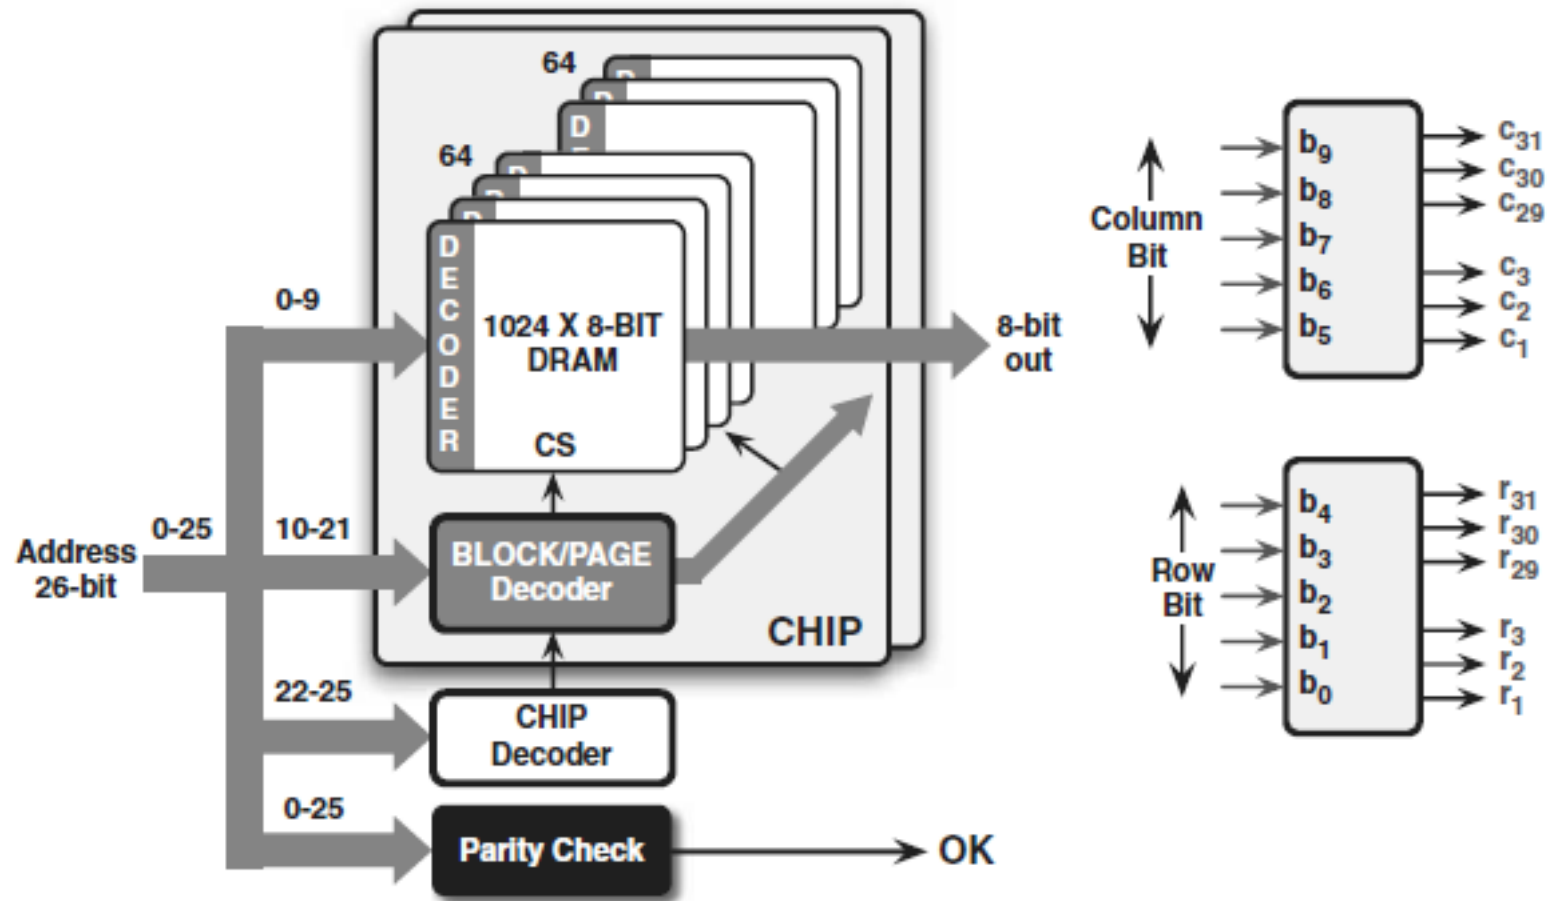 64
D
D
D
E
64
D
D
D
DECODER
1024 X 8-BIT
DRAM
CS
0-9
8-bit
out
Address
26-bit
0-25
10-21
BLOCK/PAGE
Decoder
CHIP
22-25
CHIP
Decoder
0-25
Parity Check
OK
Column
Bit
b9
b8
b7
b6
b5
c31
c30
c29
c3
c2
c1
Row
Bit
b4
b3
b2
b1
b0
r31
r30
r29
r3
r2
r1